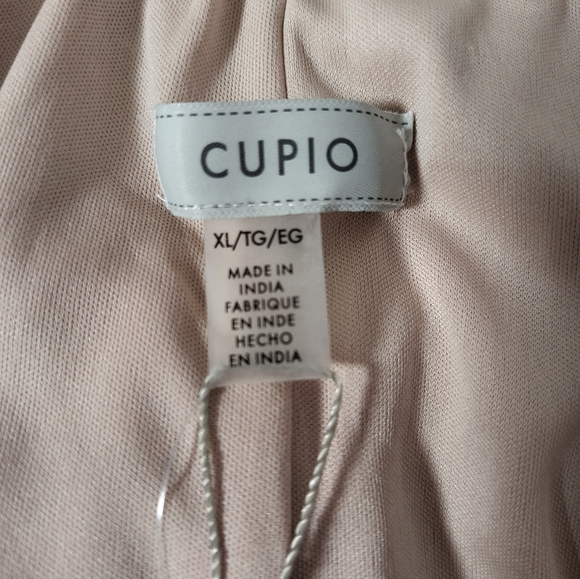 CUPIO
XL/TG/EG
MADE IN
INDIA
FABRIQUE
EN INDE
HECHO
EN INDIA